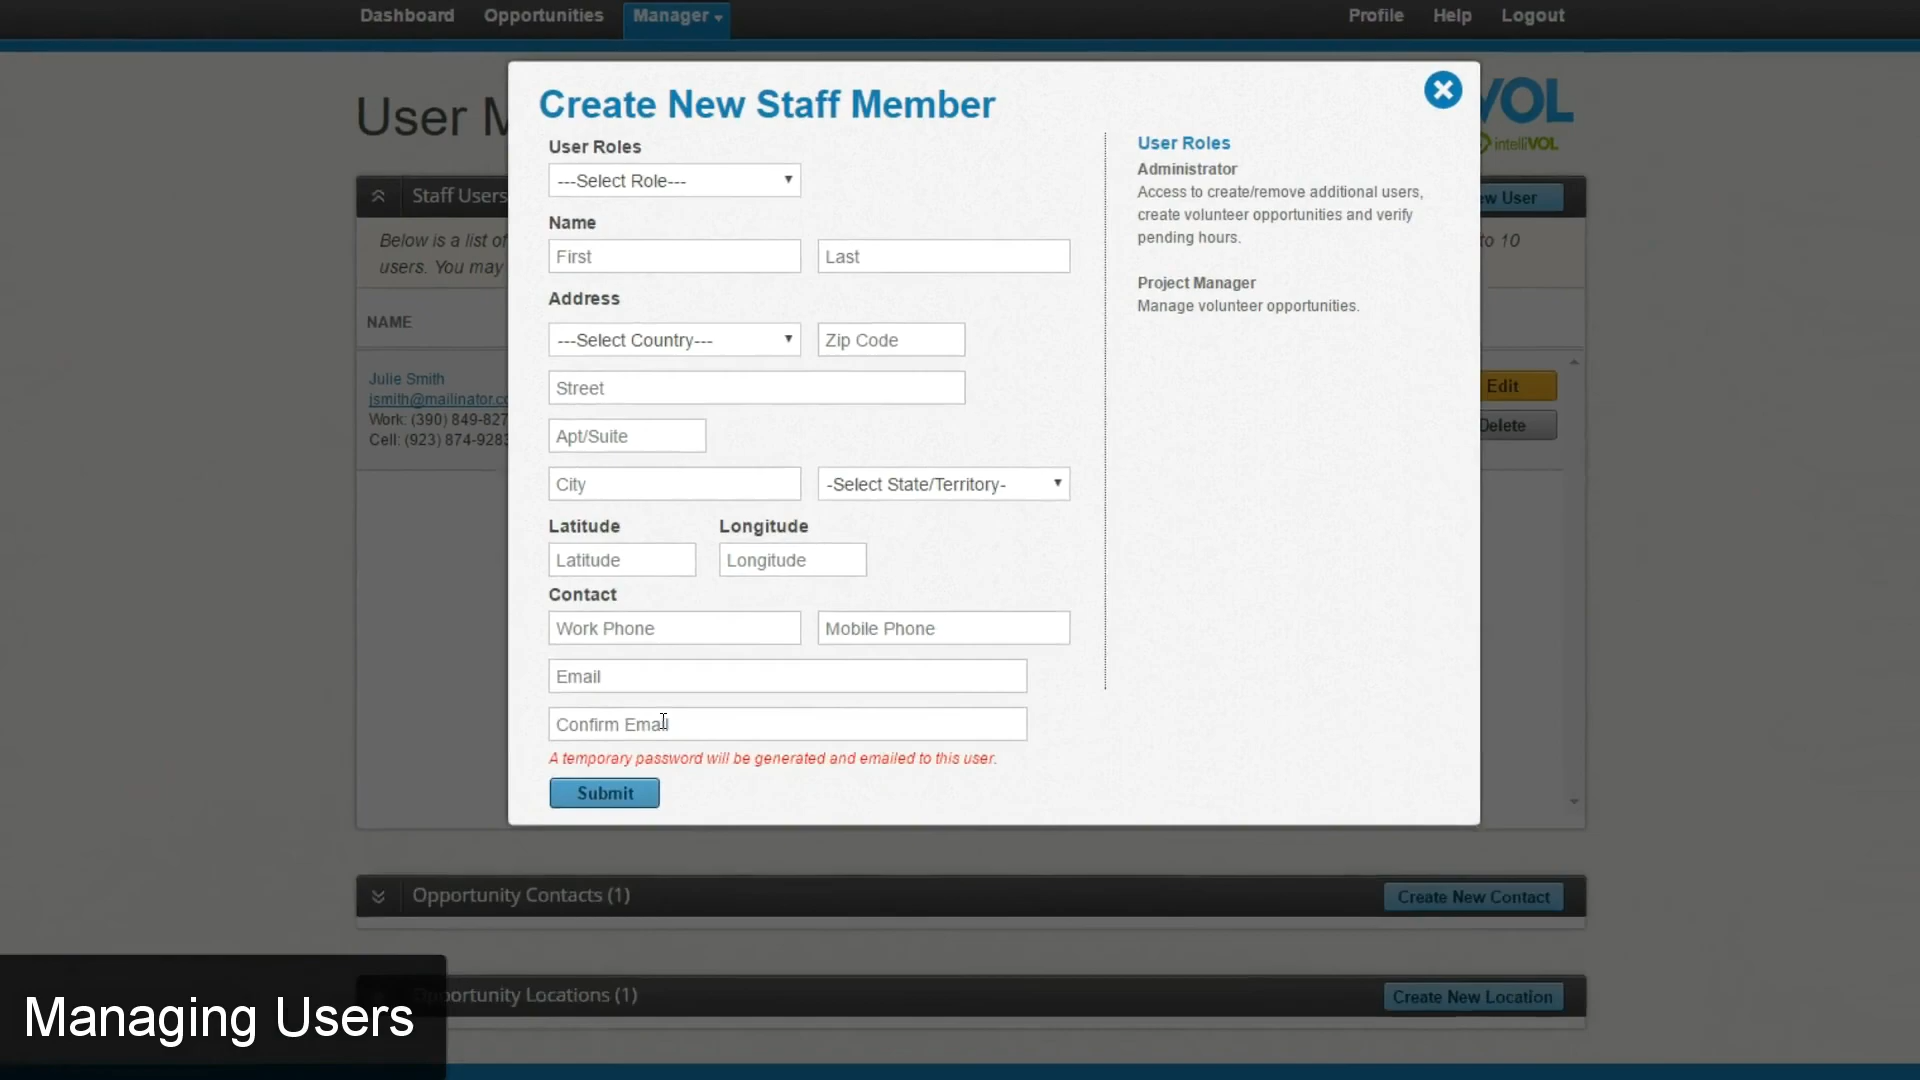 Dashboard Opportunities Manager Profile Help Logout
User M
VOL
intelliVOL
Create New Staff Member
User Roles
---Select Role---
Name
First Last
Address
---Select Country--- Zip Code
Street
Apt/Suite
City -Select State/Territory-
Latitude Longitude
Latitude Longitude
Contact
Work Phone Mobile Phone
Email
Confirm Email
A temporary password will be generated and emailed to this user.
Submit
User Roles
Administrator
Access to create/remove additional users,
create volunteer opportunities and verify
pending hours.
Project Manager
Manage volunteer opportunities.
Staff Users ew User
Below is a list of to 10
users. You may
NAME
Julie Smith
jsmith@mailinator.co
Work: (390) 849-827
Cell: (923) 874-9283
Edit
Delete
Opportunity Contacts (1) Create New Contact
Opportunity Locations (1) Create New Location
Managing Users